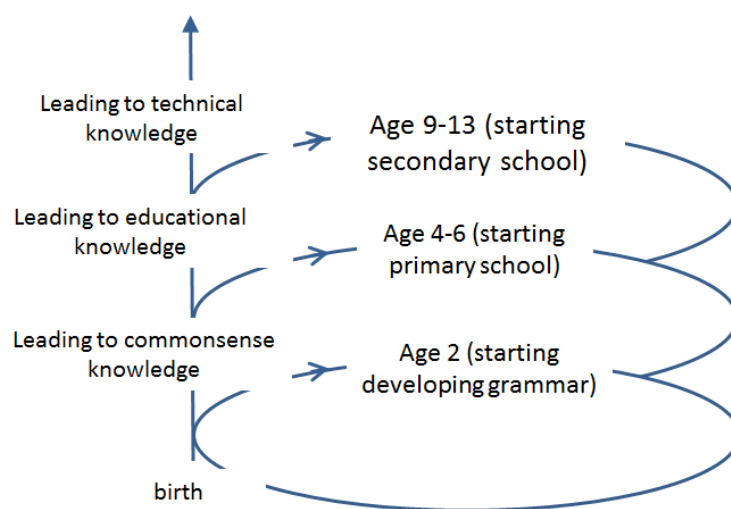 Leading to technical
knowledge
Age 9-13 (starting
secondary school)
Leading to educational
knowledge
Age 4-6 (starting
primary school)
Leading to commonsense
knowledge
Age 2 (starting
developing grammar)
birth